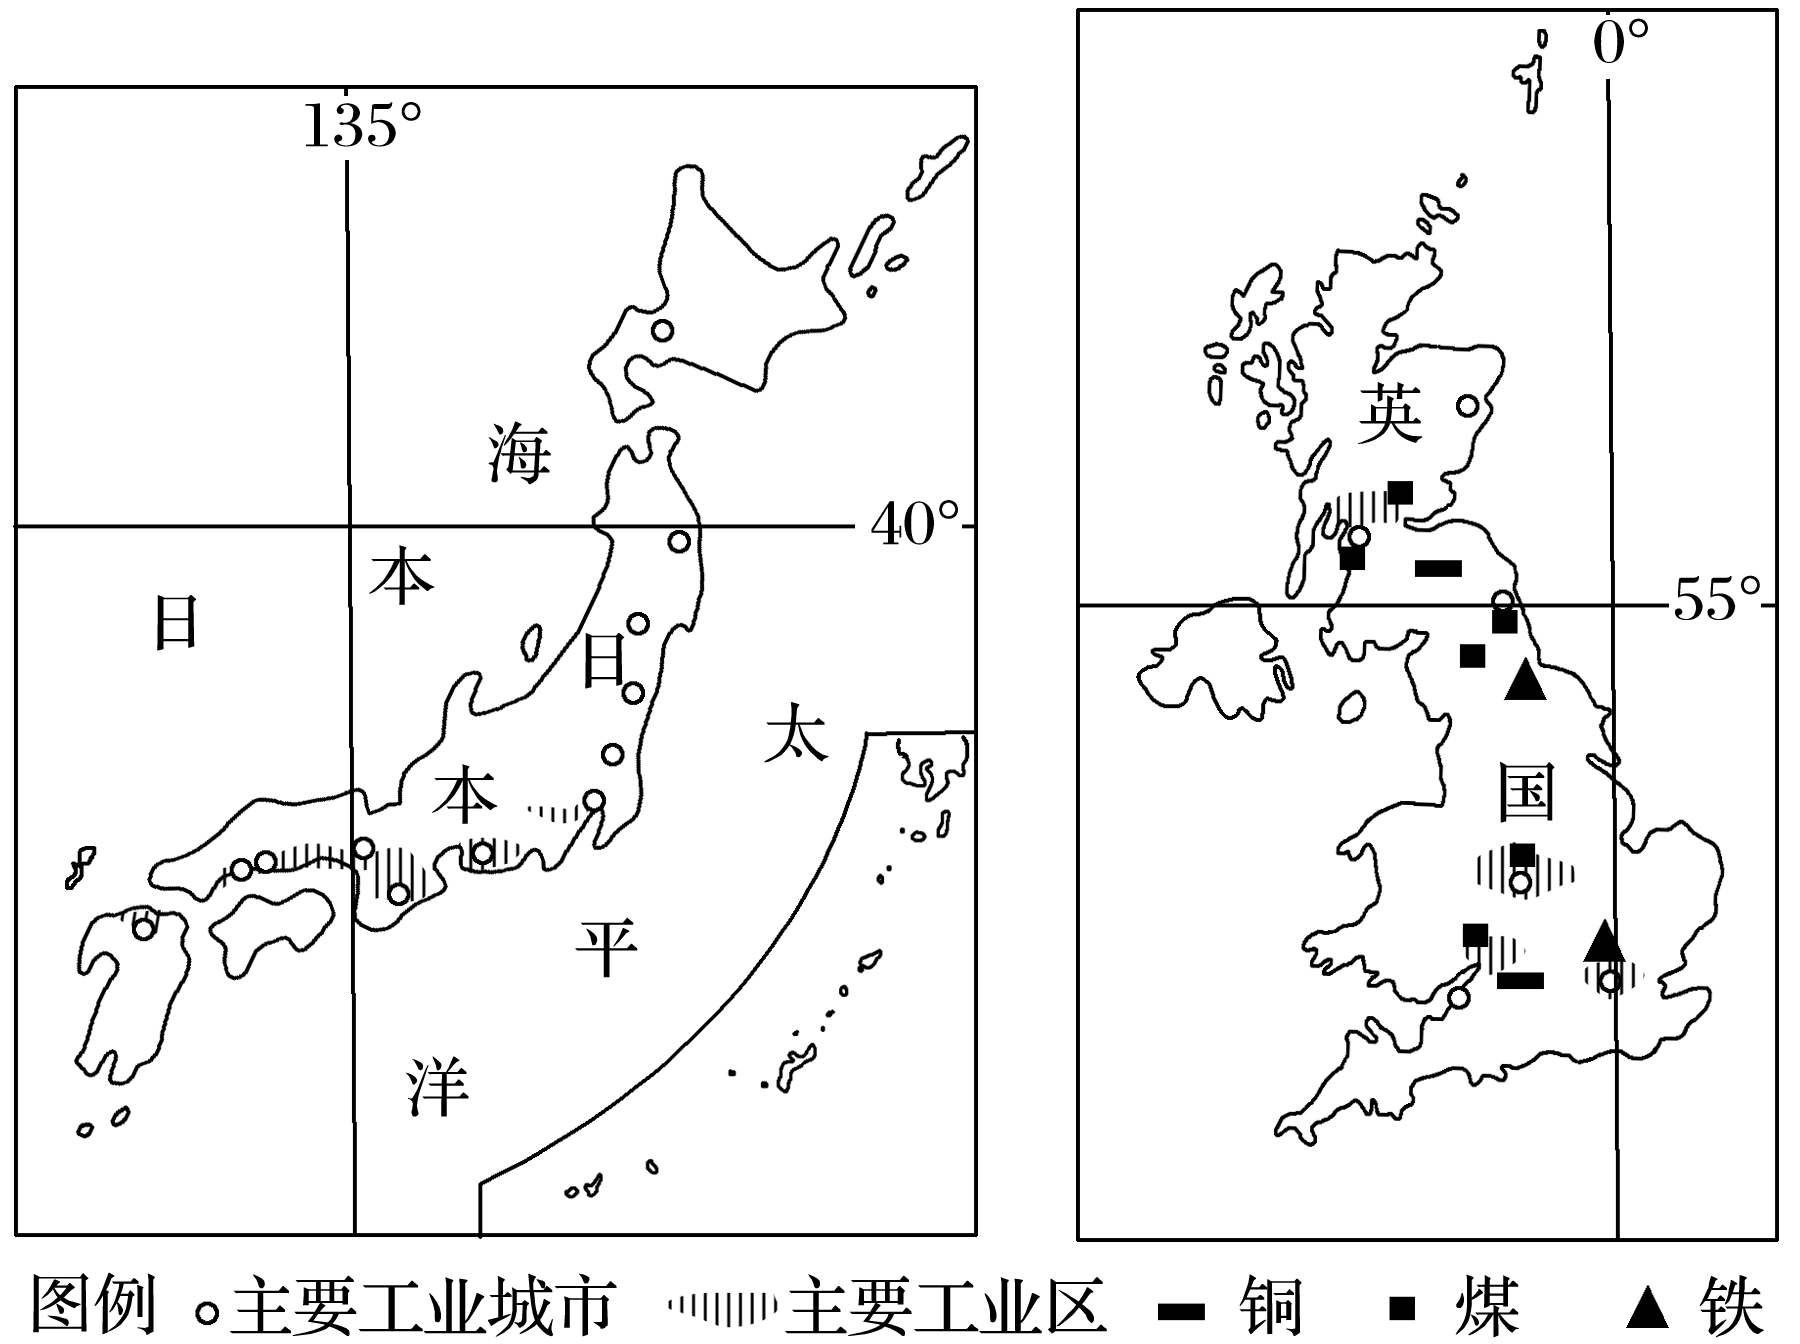 135°
40°
日
本
海
日
本
太
平
洋
0°
55°
英
国
图例 主要工业城市 主要工业区 铜 煤 铁